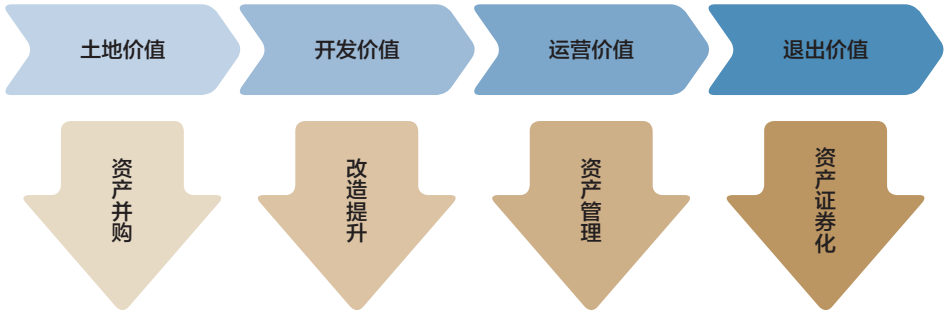 土地价值
开发价值
运营价值
退出价值
资产并购
改造提升
资产管理
资产证券化